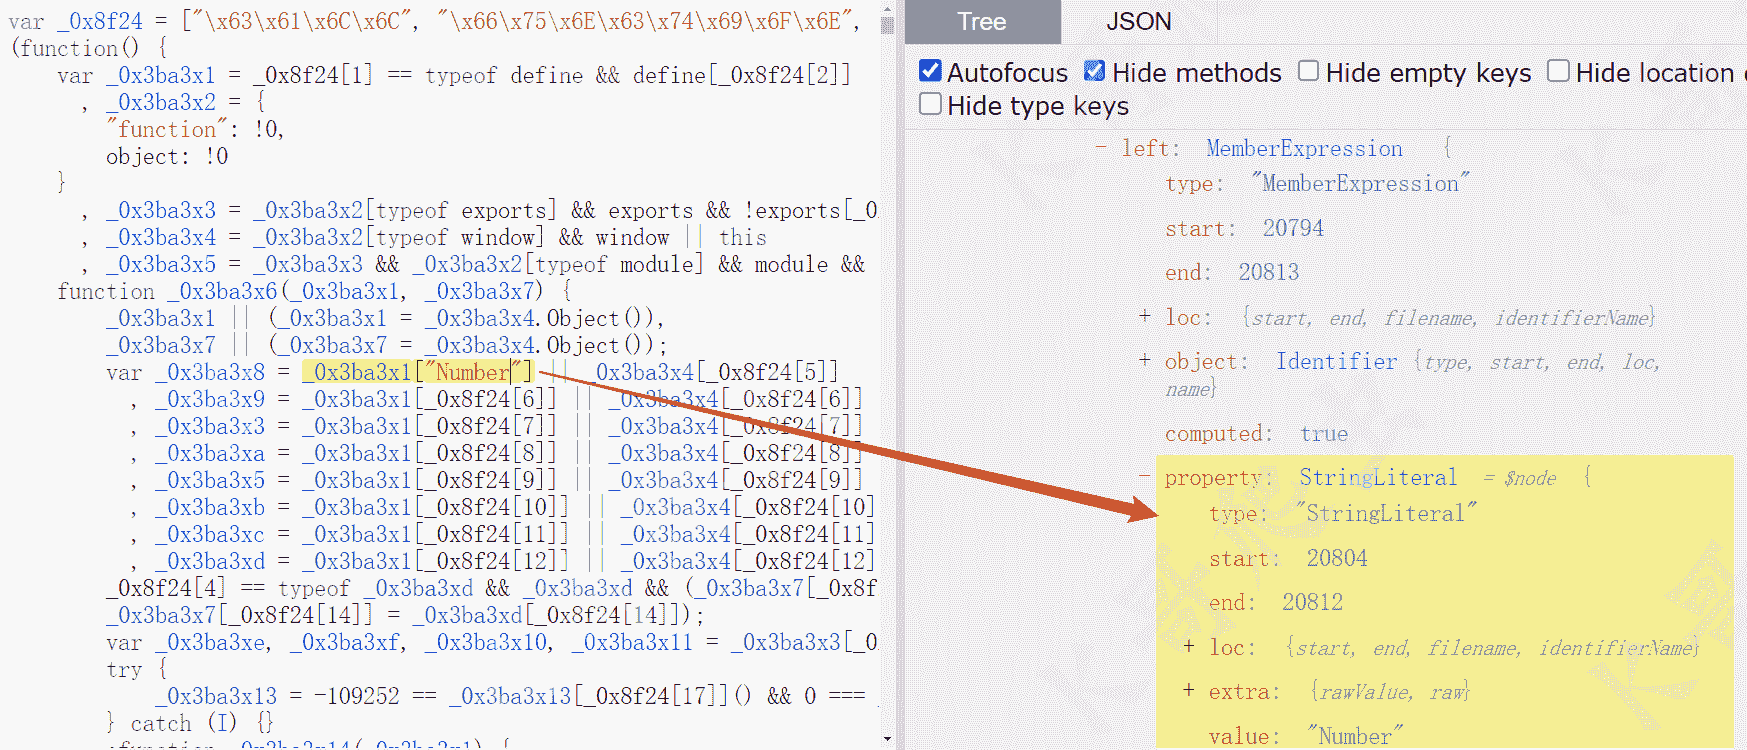 var _0x8f24 = ["\x63\x61\x6C\x6C", "\x66\x75\x6E\x63\x74\x69\x6F\x6E",
(function() {
var _0x3ba3x1 = _0x8f24[1] == typeof define && define[_0x8f24[2]]
, _0x3ba3x2 = {
"function": !0,
object: !0
}
, _0x3ba3x3 = _0x3ba3x2[typeof exports] && exports && !exports[_0
, _0x3ba3x4 = _0x3ba3x2[typeof window] && window || this
, _0x3ba3x5 = _0x3ba3x3 && _0x3ba3x2[typeof module] && module &&
function _0x3ba3x6(_0x3ba3x1, _0x3ba3x7) {
_0x3ba3x1 || (_0x3ba3x1 = _0x3ba3x4.Object()),
_0x3ba3x7 || (_0x3ba3x7 = _0x3ba3x4.Object());
var _0x3ba3x8 = _0x3ba3x1["Number"] || _0x3ba3x4[_0x8f24[5]]
, _0x3ba3x9 = _0x3ba3x1[_0x8f24[6]] || _0x3ba3x4[_0x8f24[6]]
, _0x3ba3x3 = _0x3ba3x1[_0x8f24[7]] || _0x3ba3x4[_0x8f24[7]]
, _0x3ba3xa = _0x3ba3x1[_0x8f24[8]] || _0x3ba3x4[_0x8f24[8]]
, _0x3ba3x5 = _0x3ba3x1[_0x8f24[9]] || _0x3ba3x4[_0x8f24[9]]
, _0x3ba3xb = _0x3ba3x1[_0x8f24[10]] || _0x3ba3x4[_0x8f24[10]
, _0x3ba3xc = _0x3ba3x1[_0x8f24[11]] || _0x3ba3x4[_0x8f24[11]
, _0x3ba3xd = _0x3ba3x1[_0x8f24[12]] || _0x3ba3x4[_0x8f24[12]
_0x8f24[4] == typeof _0x3ba3xd && _0x3ba3xd && (_0x3ba3x7[_0x8f
_0x3ba3x7[_0x8f24[14]] = _0x3ba3xd[_0x8f24[14]]);
var _0x3ba3xe, _0x3ba3xf, _0x3ba3x10, _0x3ba3x11 = _0x3ba3x3[_0
try {
_0x3ba3x13 = -109252 == _0x3ba3x13[_0x8f24[17]]() && 0 === _
} catch (I) {}
Tree JSON
Autofocus Hide methods Hide empty keys Hide location
Hide type keys
- left: MemberExpression {
type: "MemberExpression"
start: 20794
end: 20813
+ loc: {start, end, filename, identifierName}
+ object: Identifier {type, start, end, loc,
name}
computed: true
- property: StringLiteral = $node {
type: "StringLiteral"
start: 20804
end: 20812
+ loc: {start, end, filename, identifierName}
+ extra: {rawValue, raw}
value: "Number"